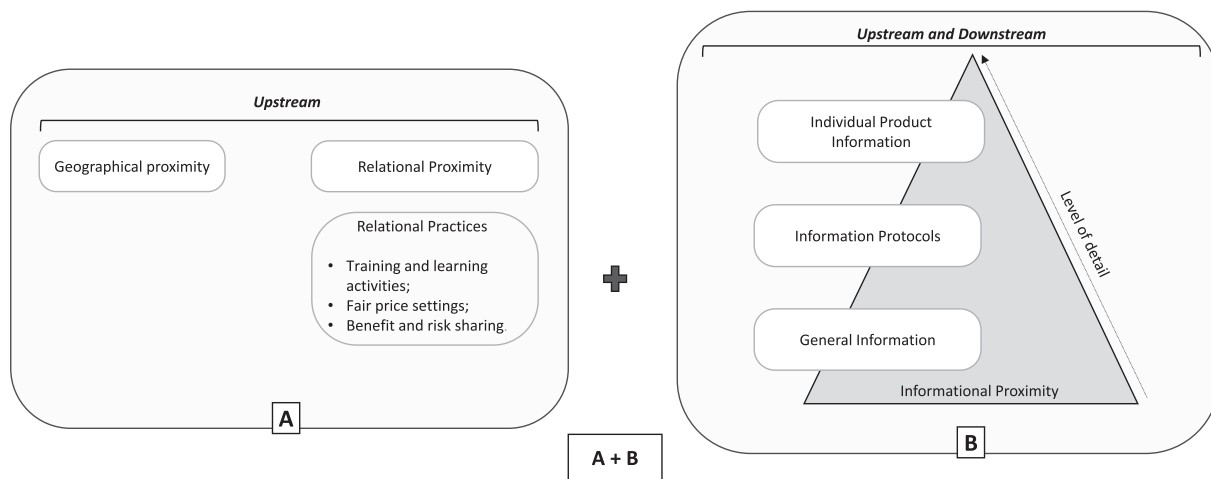 Upstream
Geographical proximity
Relational Proximity
Relational Practices
• Training and learning
activities;
• Fair price settings;
• Benefit and risk sharing.
A
Upstream and Downstream
Individual Product
Information
Information Protocols
General Information
Informational Proximity
Level of detail
B
A + B